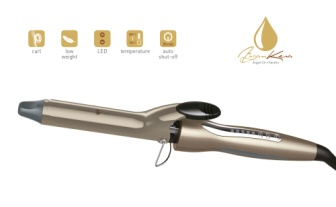 curl
low
weight
LED
temperature
auto
shut off